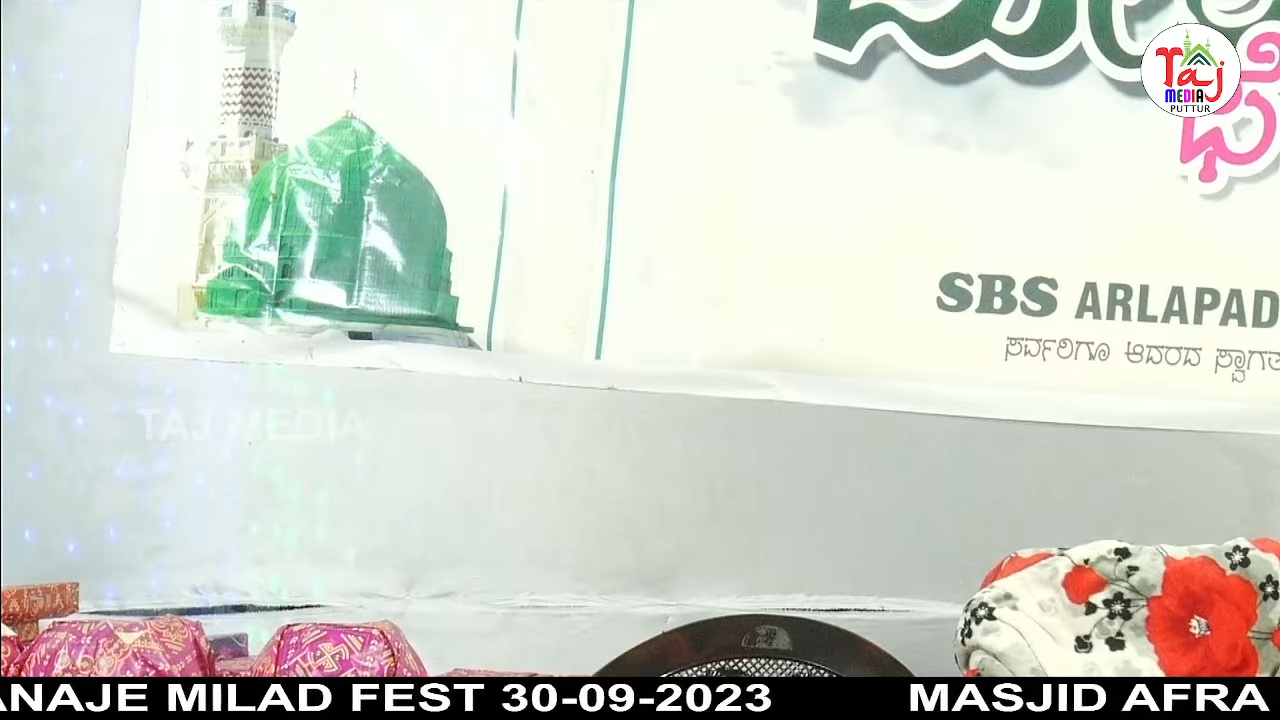 Taj
MEDIA
PUTTUR
SBS ARLAPAD
ಸರ್ವರಿಗೂ ಆದರದ ಸ್ವಾಗತ
TAJ MEDIA
ANAJE MILAD FEST 30-09-2023 MASJID AFRA